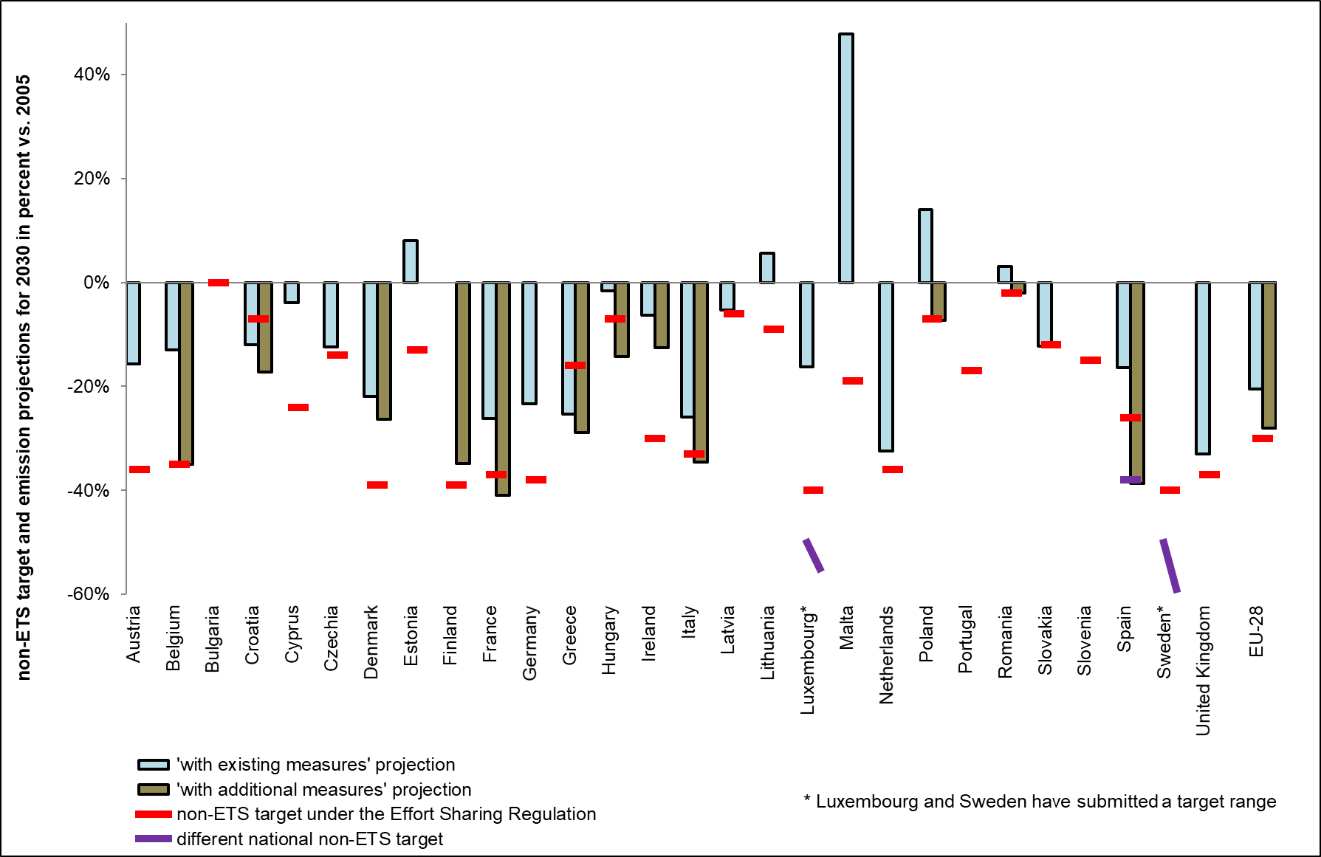 non-ETS target and emission projections for 2030 in percent vs. 2005
40%
20%
0%
-20%
-40%
-60%
Austria
Belgium
Bulgaria
Croatia
Cyprus
Czechia
Denmark
Estonia
Finland
France
Germany
Greece
Hungary
Ireland
Italy
Latvia
Lithuania
Luxembourg*
Malta
Netherlands
Poland
Portugal
Romania
Slovakia
Slovenia
Spain
Sweden*
United Kingdom
EU-28
'with existing measures' projection
'with additional measures' projection
non-ETS target under the Effort Sharing Regulation
different national non-ETS target
* Luxembourg and Sweden have submitted a target range